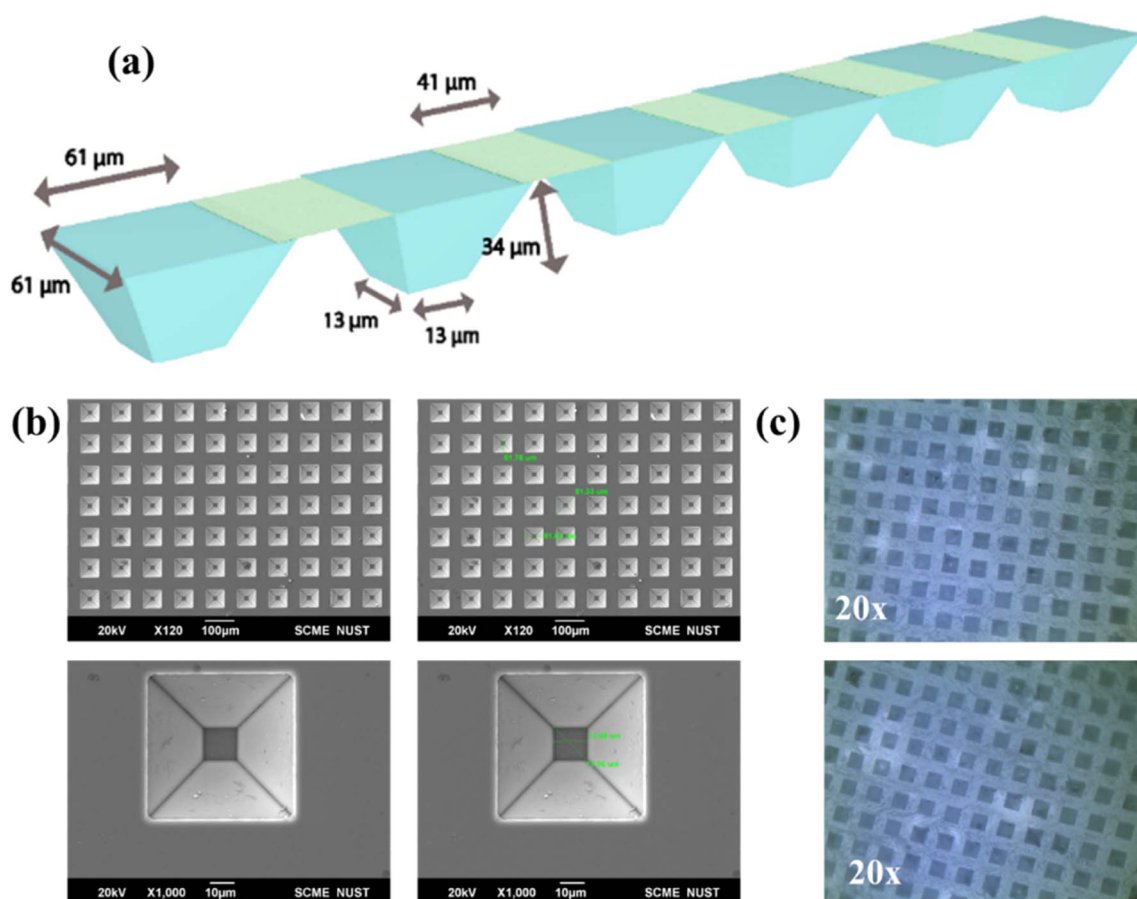 (a)
41 µm
61 µm
61 µm
34 µm
13 µm
13 µm
(b)
(c)
20kV X120 100µm SCME NUST
20kV X120 100µm SCME NUST
20x
20kV X1,000 10µm SCME NUST
20kV X1,000 10µm SCME NUST
20x